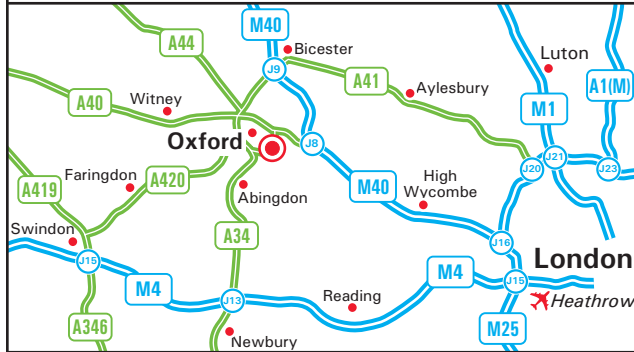 M40
A44
Bicester
J9
Luton
A41
Aylesbury
A1(M)
A40
Witney
M1
Oxford
J8
J20
J21
J23
Faringdon
A420
A419
Abingdon
M40
High
Wycombe
Swindon
A34
J16
London
J15
M4
M4
J15
J13
Reading
Heathrow
A346
Newbury
M25